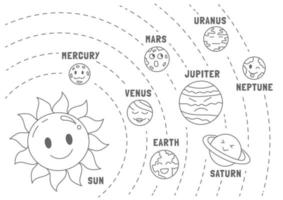 URANUS
MARS
MERCURY
JUPITER
NEPTUNE
VENUS
EARTH
SATURN
SUN